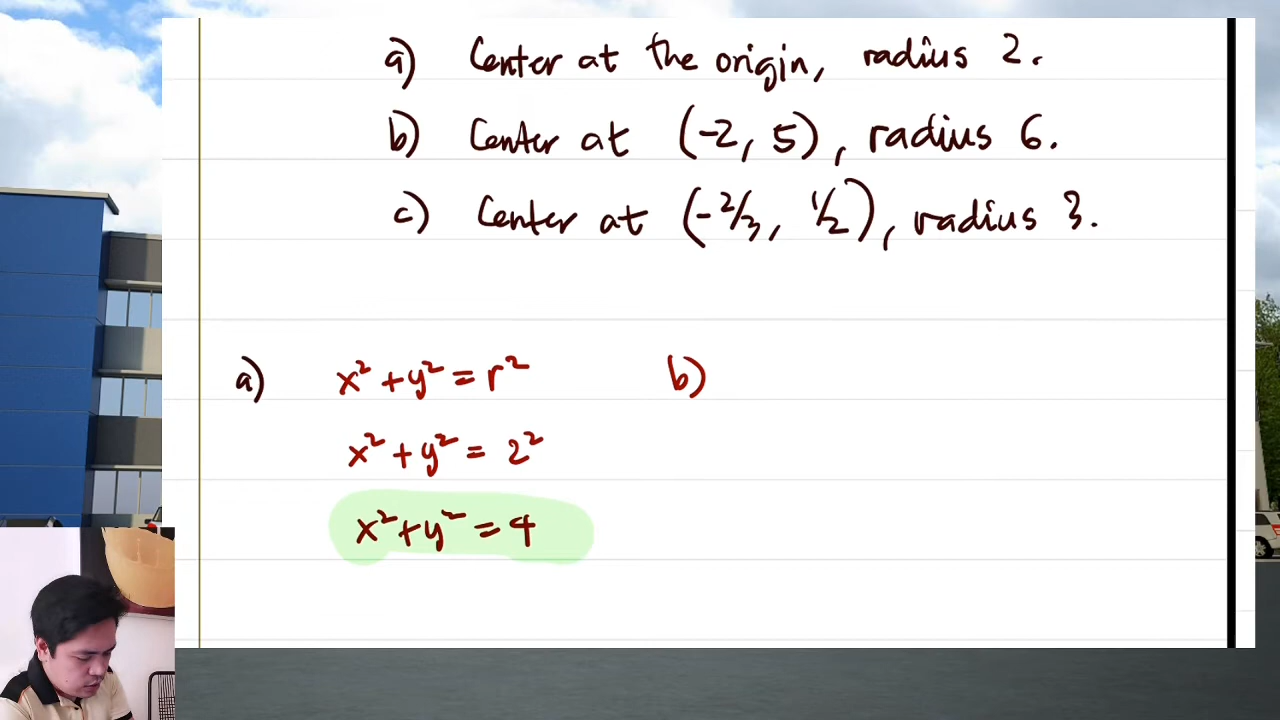 a) Center at the origin, radius 2.
b) Center at (-2, 5), radius 6.
c) Center at (-2/3, 1/2), radius 3.
a) x² + y² = r²
b)
x² + y² = 2²
x² + y² = 4